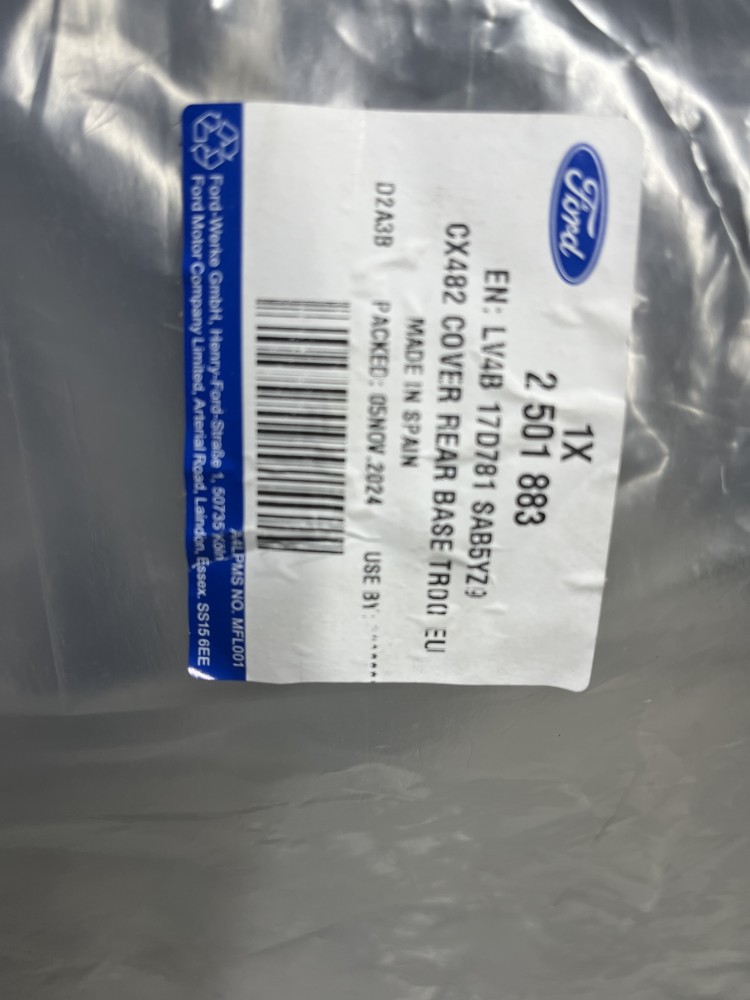 Ford
1X
2 501 883
EN: LV4B 17D781 SAB5YZ9
CX482 COVER REAR BASE TR00 EU
MADE IN SPAIN
D2A3B PACKED: 05NOV.2024 USE BY:
A4LPMS NO. MFL001
Ford-Werke GmbH, Henry-Ford-Straße 1, 50735 Köln
Ford Motor Company Limited, Arterial Road, Laindon, Essex. SS15 6EE